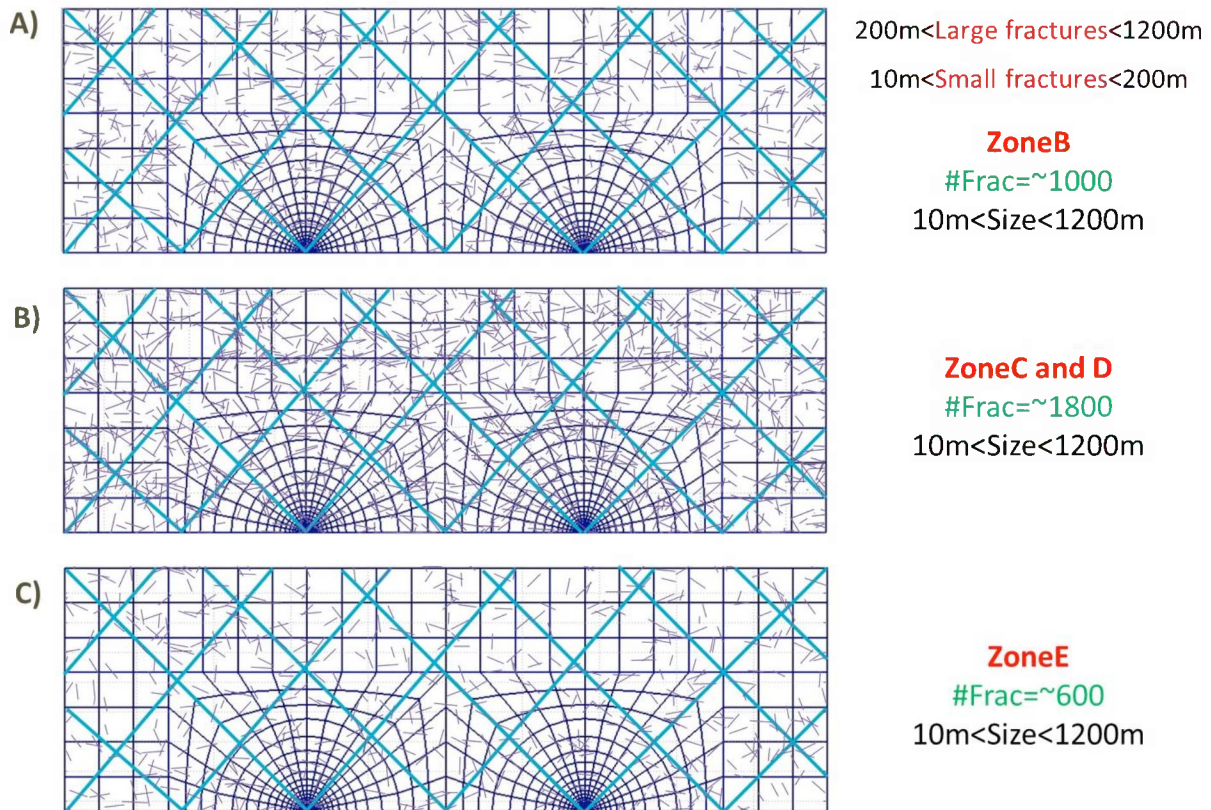 A)
200m<Large fractures<1200m
10m<Small fractures<200m
ZoneB
#Frac=~1000
10m<Size<1200m
B)
ZoneC and D
#Frac=~1800
10m<Size<1200m
C)
ZoneE
#Frac=~600
10m<Size<1200m